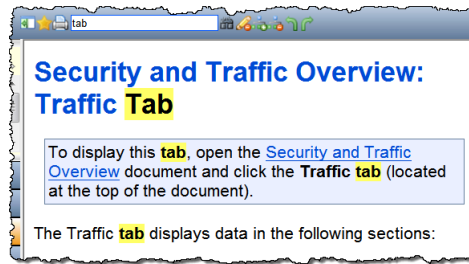 tab
Security and Traffic Overview:
Traffic Tab
To display this tab, open the Security and Traffic
Overview document and click the Traffic tab (located
at the top of the document).
The Traffic tab displays data in the following sections: